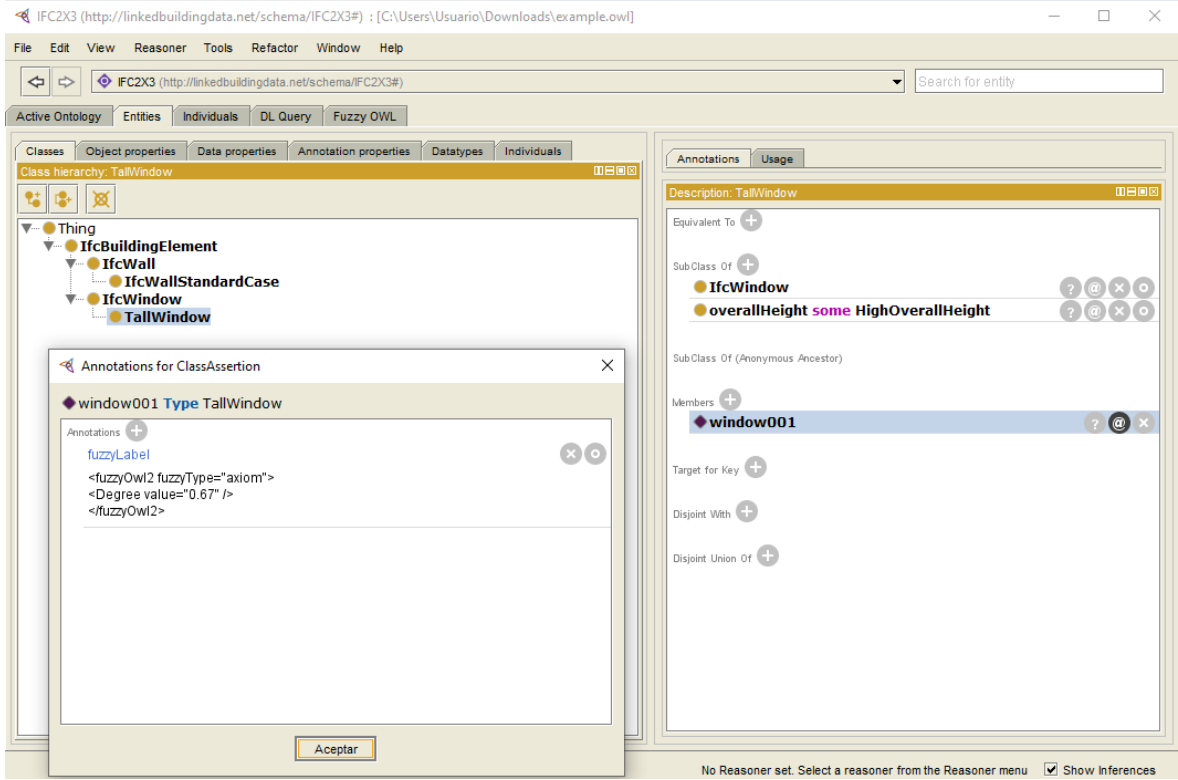 IFC2X3 (http://linkedbuildingdata.net/schema/IFC2X3#) : [C:\Users\Usuario\Downloads\example.owl]
File Edit View Reasoner Tools Refactor Window Help
IFC2X3 (http://linkedbuildingdata.net/schema/IFC2X3#)
Search for entity
Active Ontology Entities Individuals DL Query Fuzzy OWL
Classes Object properties Data properties Annotation properties Datatypes Individuals
Class hierarchy: TallWindow
Thing
IfcBuildingElement
IfcWall
IfcWallStandardCase
IfcWindow
TallWindow
Annotations for ClassAssertion
window001 Type TallWindow
Annotations
fuzzyLabel
<fuzzyOwl2 fuzzyType="axiom">
<Degree value="0.67" />
</fuzzyOwl2>
Aceptar
Annotations Usage
Description: TallWindow
Equivalent To
SubClass Of
IfcWindow
overallHeight some HighOverallHeight
SubClass Of (Anonymous Ancestor)
Members
window001
Target for Key
Disjoint With
Disjoint Union Of
No Reasoner set. Select a reasoner from the Reasoner menu Show Inferences